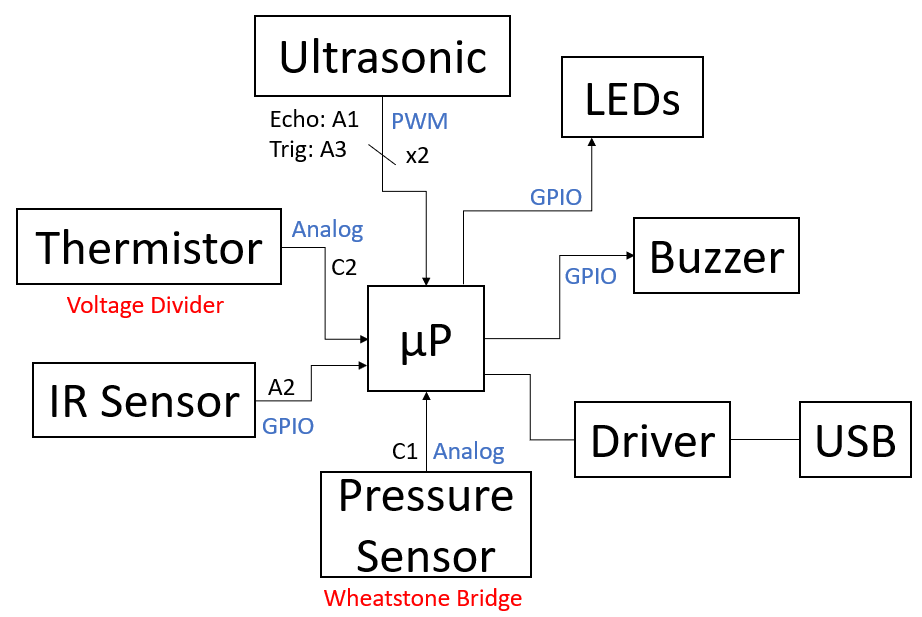 Ultrasonic
Echo: A1
Trig: A3
PWM
x2
LEDs
GPIO
Thermistor
Analog
C2
Voltage Divider
Buzzer
GPIO
µP
IR Sensor
A2
GPIO
Driver
USB
C1
Analog
Pressure
Sensor
Wheatstone Bridge